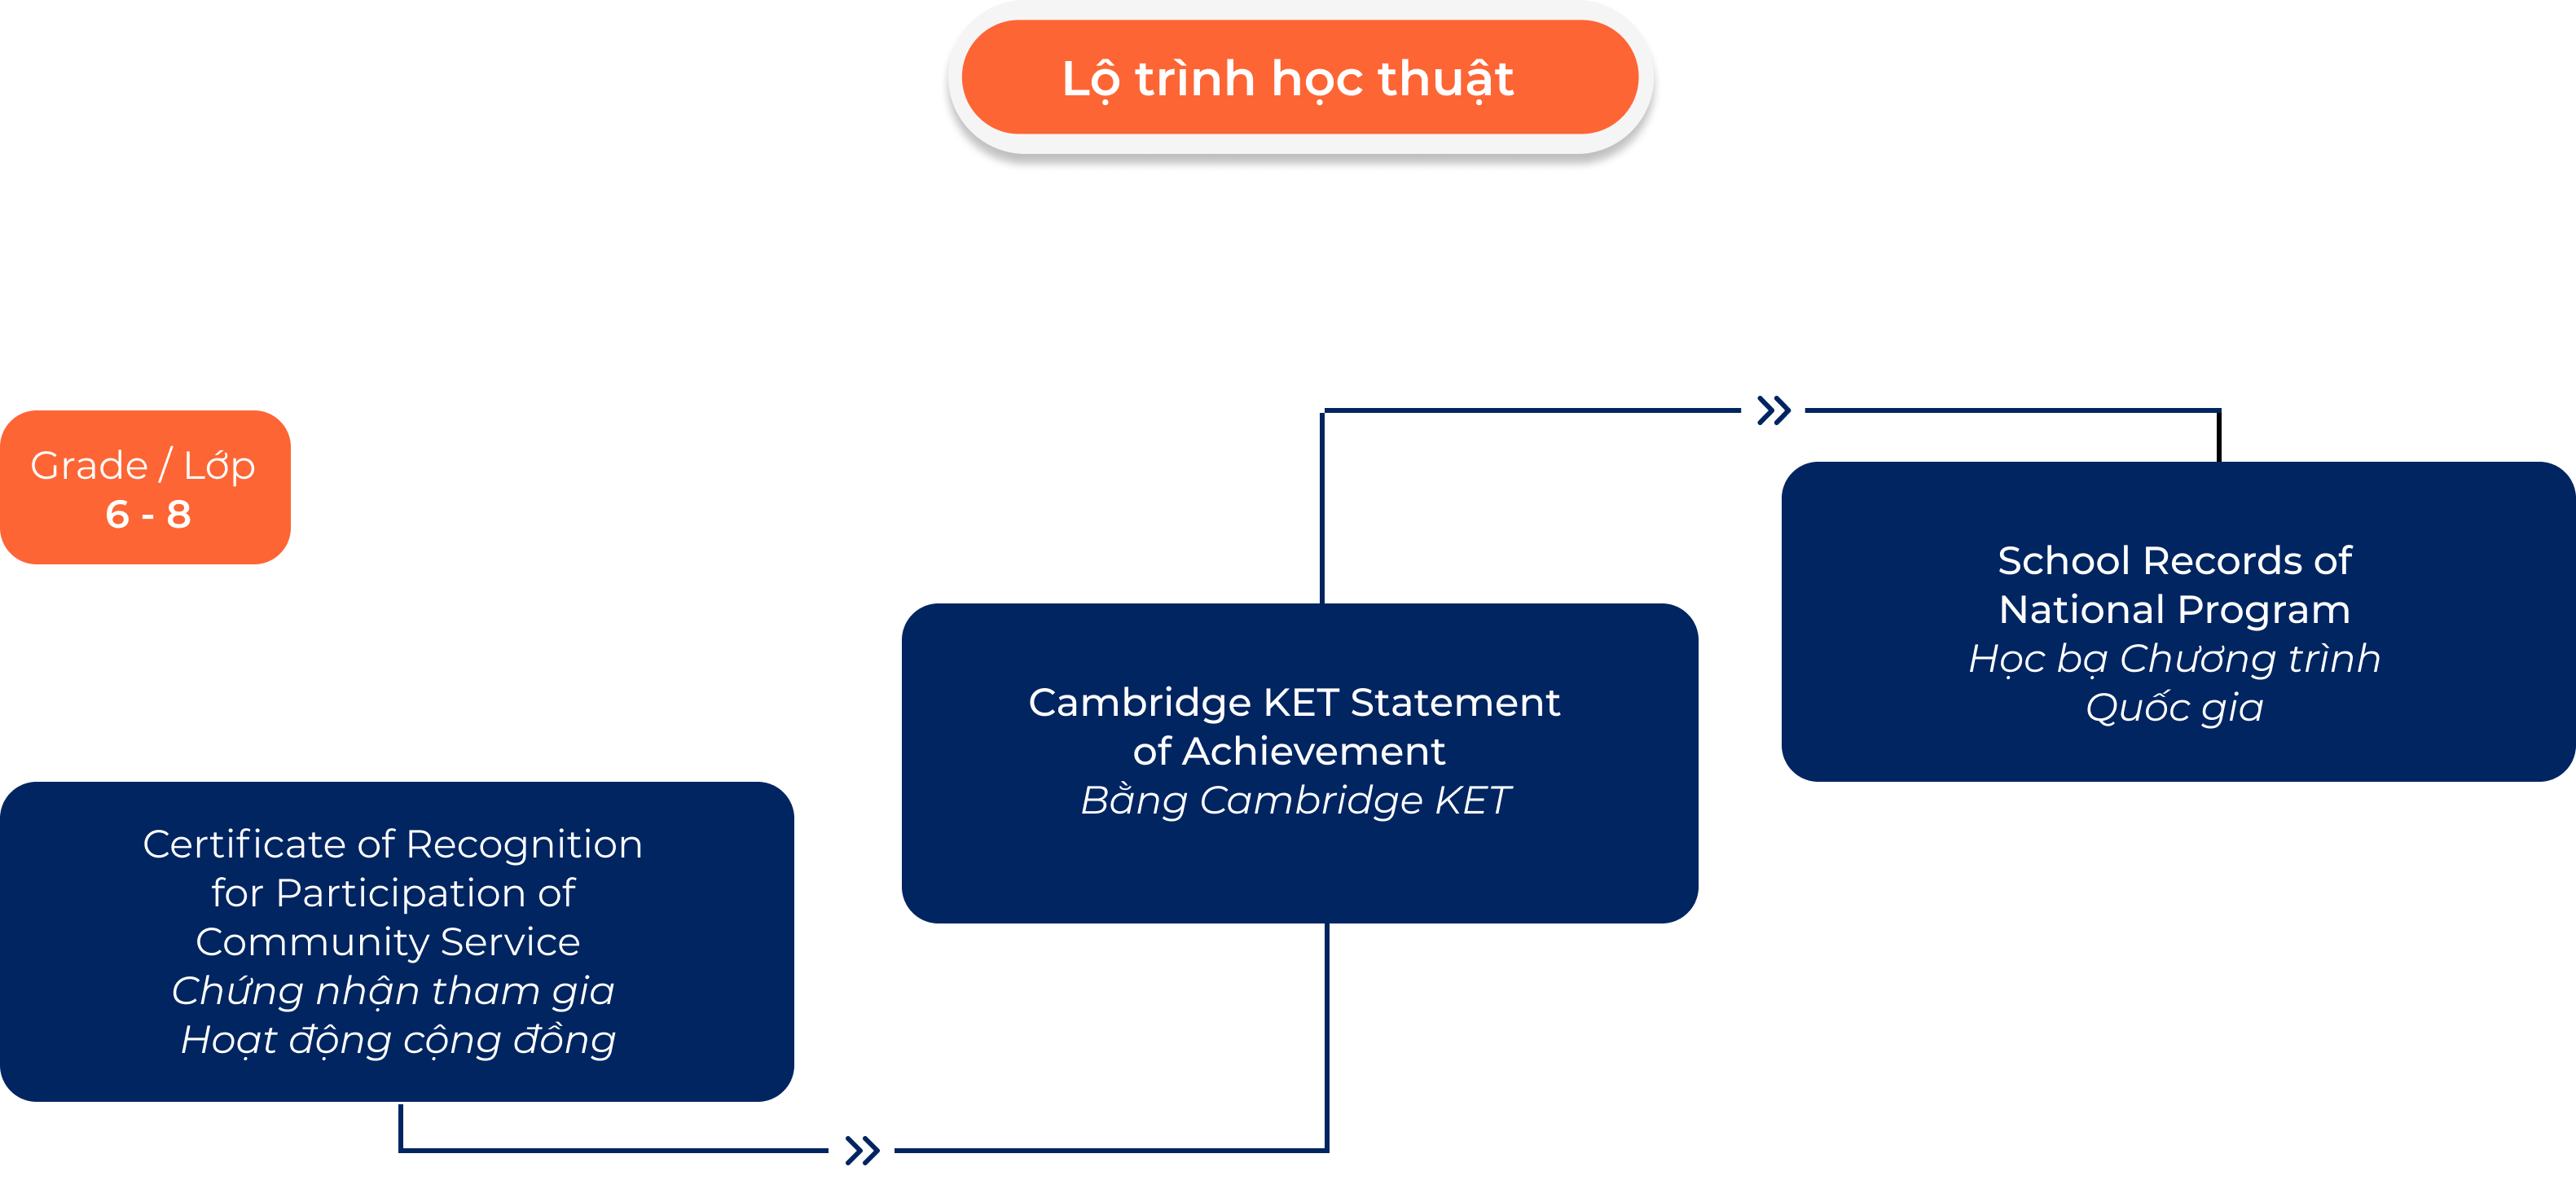 Lộ trình học thuật
Grade / Lớp
6 - 8
Certificate of Recognition
for Participation of
Community Service
Chứng nhận tham gia
Hoạt động cộng đồng
Cambridge KET Statement
of Achievement
Bằng Cambridge KET
School Records of
National Program
Học bạ Chương trình
Quốc gia